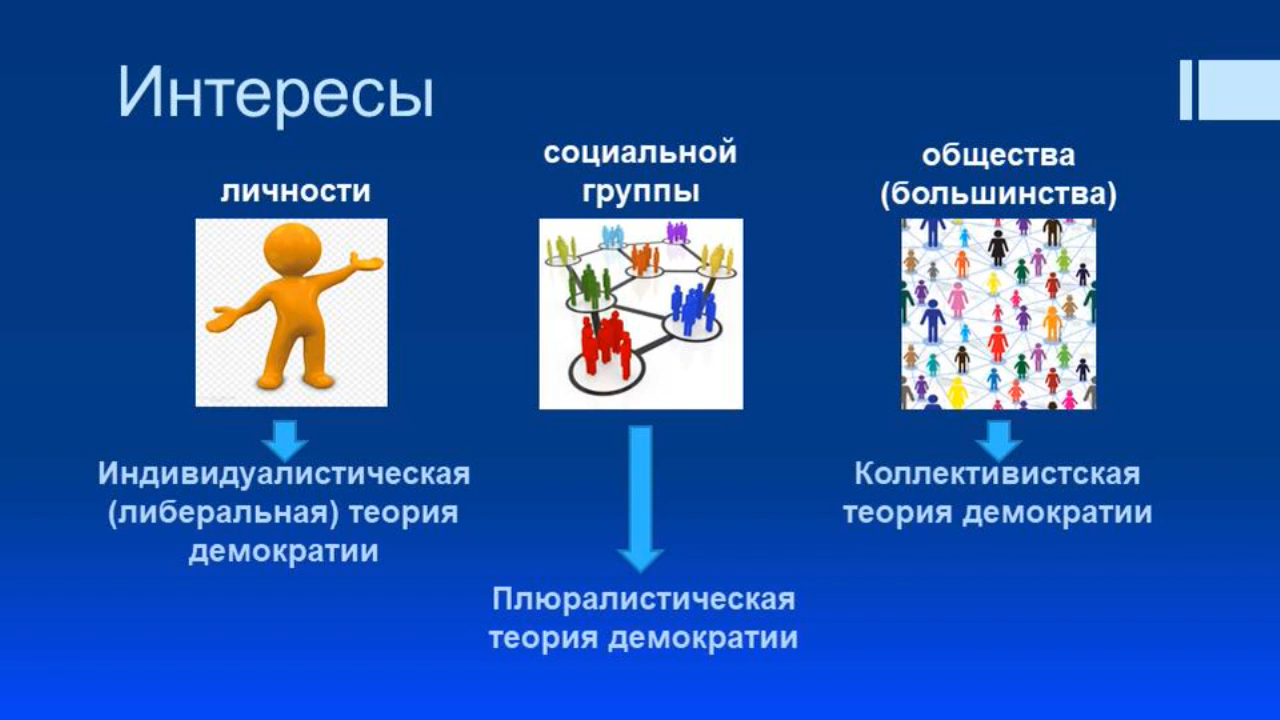 Интересы
личности
социальной
группы
общества
(большинства)
Индивидуалистическая
(либеральная) теория
демократии
Плюралистическая
теория демократии
Коллективистская
теория демократии